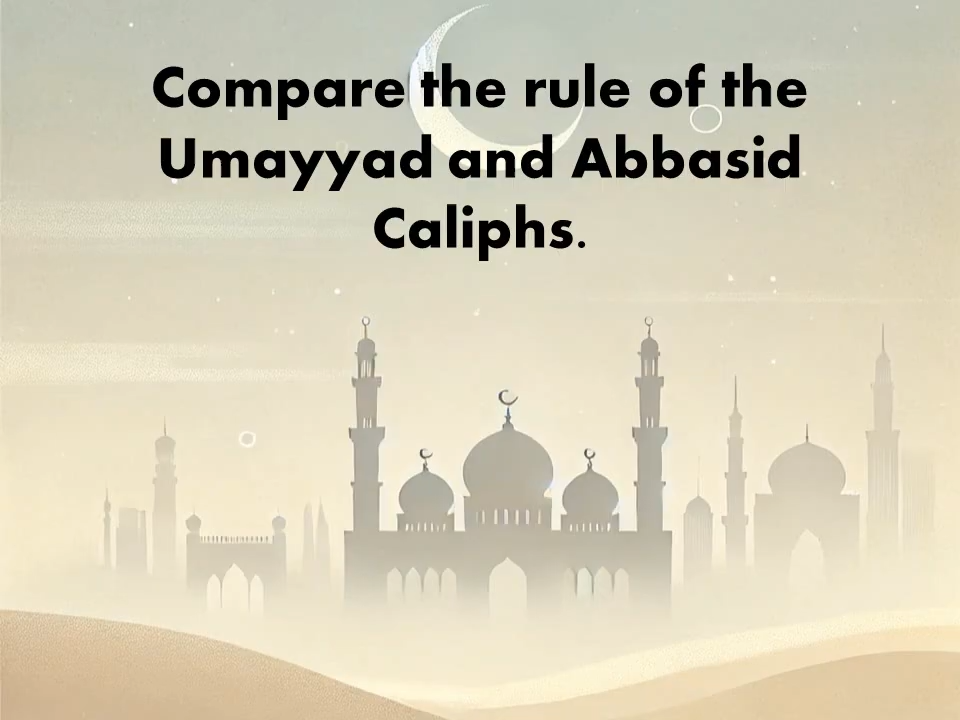 Compare the rule of the
Umayyad and Abbasid
Caliphs.